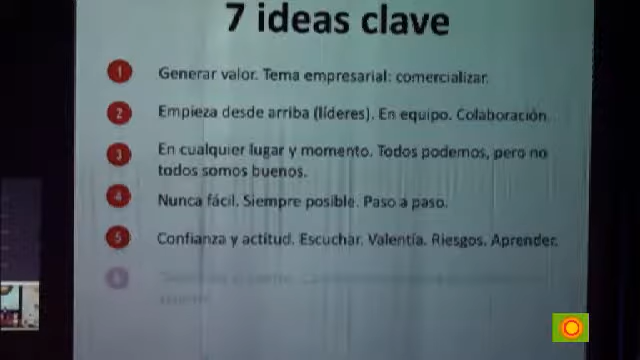 7 ideas clave
1 Generar valor. Tema empresarial: comercializar.
2 Empieza desde arriba (líderes). En equipo. Colaboración.
3 En cualquier lugar y momento. Todos podemos, pero no
todos somos buenos.
4 Nunca fácil. Siempre posible. Paso a paso.
5 Confianza y actitud. Escuchar. Valentía. Riesgos. Aprender.
6